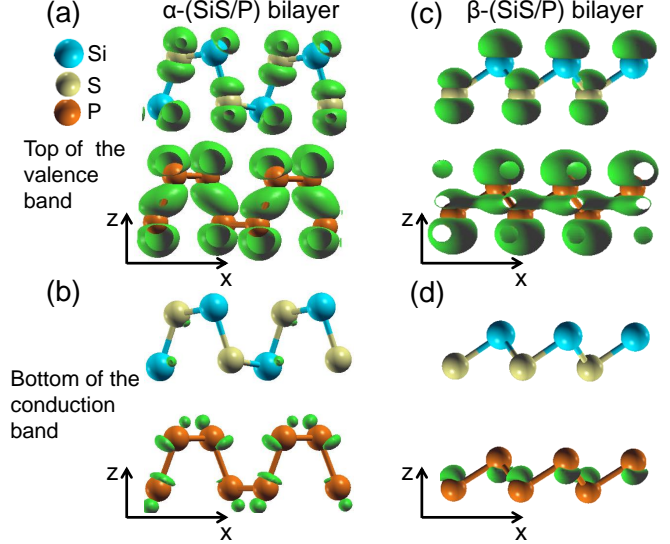 (a)
α-(SiS/P) bilayer
(c)
β-(SiS/P) bilayer
Si
S
P
Top of the
valence
band
z
x
z
x
(b)
(d)
Bottom of the
conduction
band
z
x
z
x